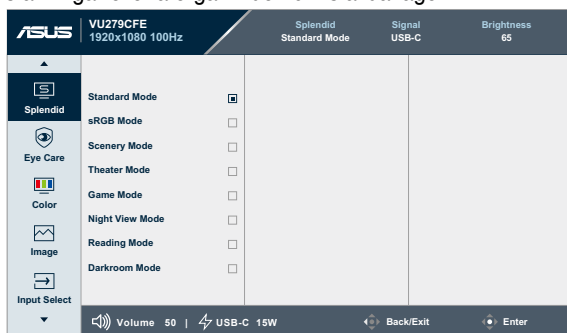 ASUS
VU279CFE
1920x1080 100Hz
Splendid
Standard Mode
Signal
USB-C
Brightness
65
Splendid
Eye Care
Color
Image
Input Select
Standard Mode
sRGB Mode
Scenery Mode
Theater Mode
Game Mode
Night View Mode
Reading Mode
Darkroom Mode
Volume 50 | USB-C 15W
Back/Exit
Enter